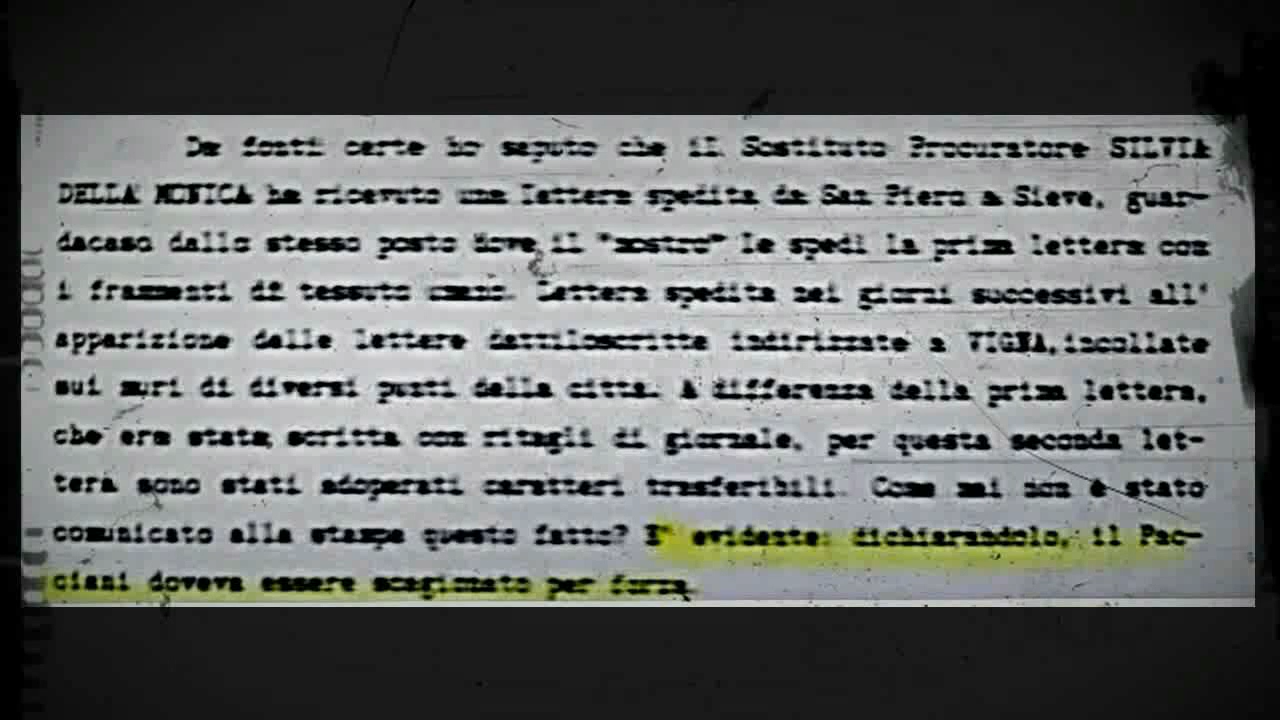 Da fonti certe ho saputo che il Sostituto Procuratore SILVIA
DELLA MONICA ha ricevuto una lettera spedita da San Piero a Sieve, guar-
dacaso dallo stesso posto dove il "mostro" le spedì la prima lettera con
i frammenti di tessuto umano. Lettera spedita nei giorni successivi all'
apparizione delle lettere dattiloscritte indirizzate a VIGNA, incollate
sui muri di diversi punti della città. A differenza della prima lettera,
che era stata scritta con ritagli di giornale, per questa seconda let-
tera sono stati adoperati caratteri trasferibili. Come mai non è stato
comunicato alla stampa questo fatto? E' evidente: dichiarandolo, il Pac-
ciani doveva essere scagionato per forza.